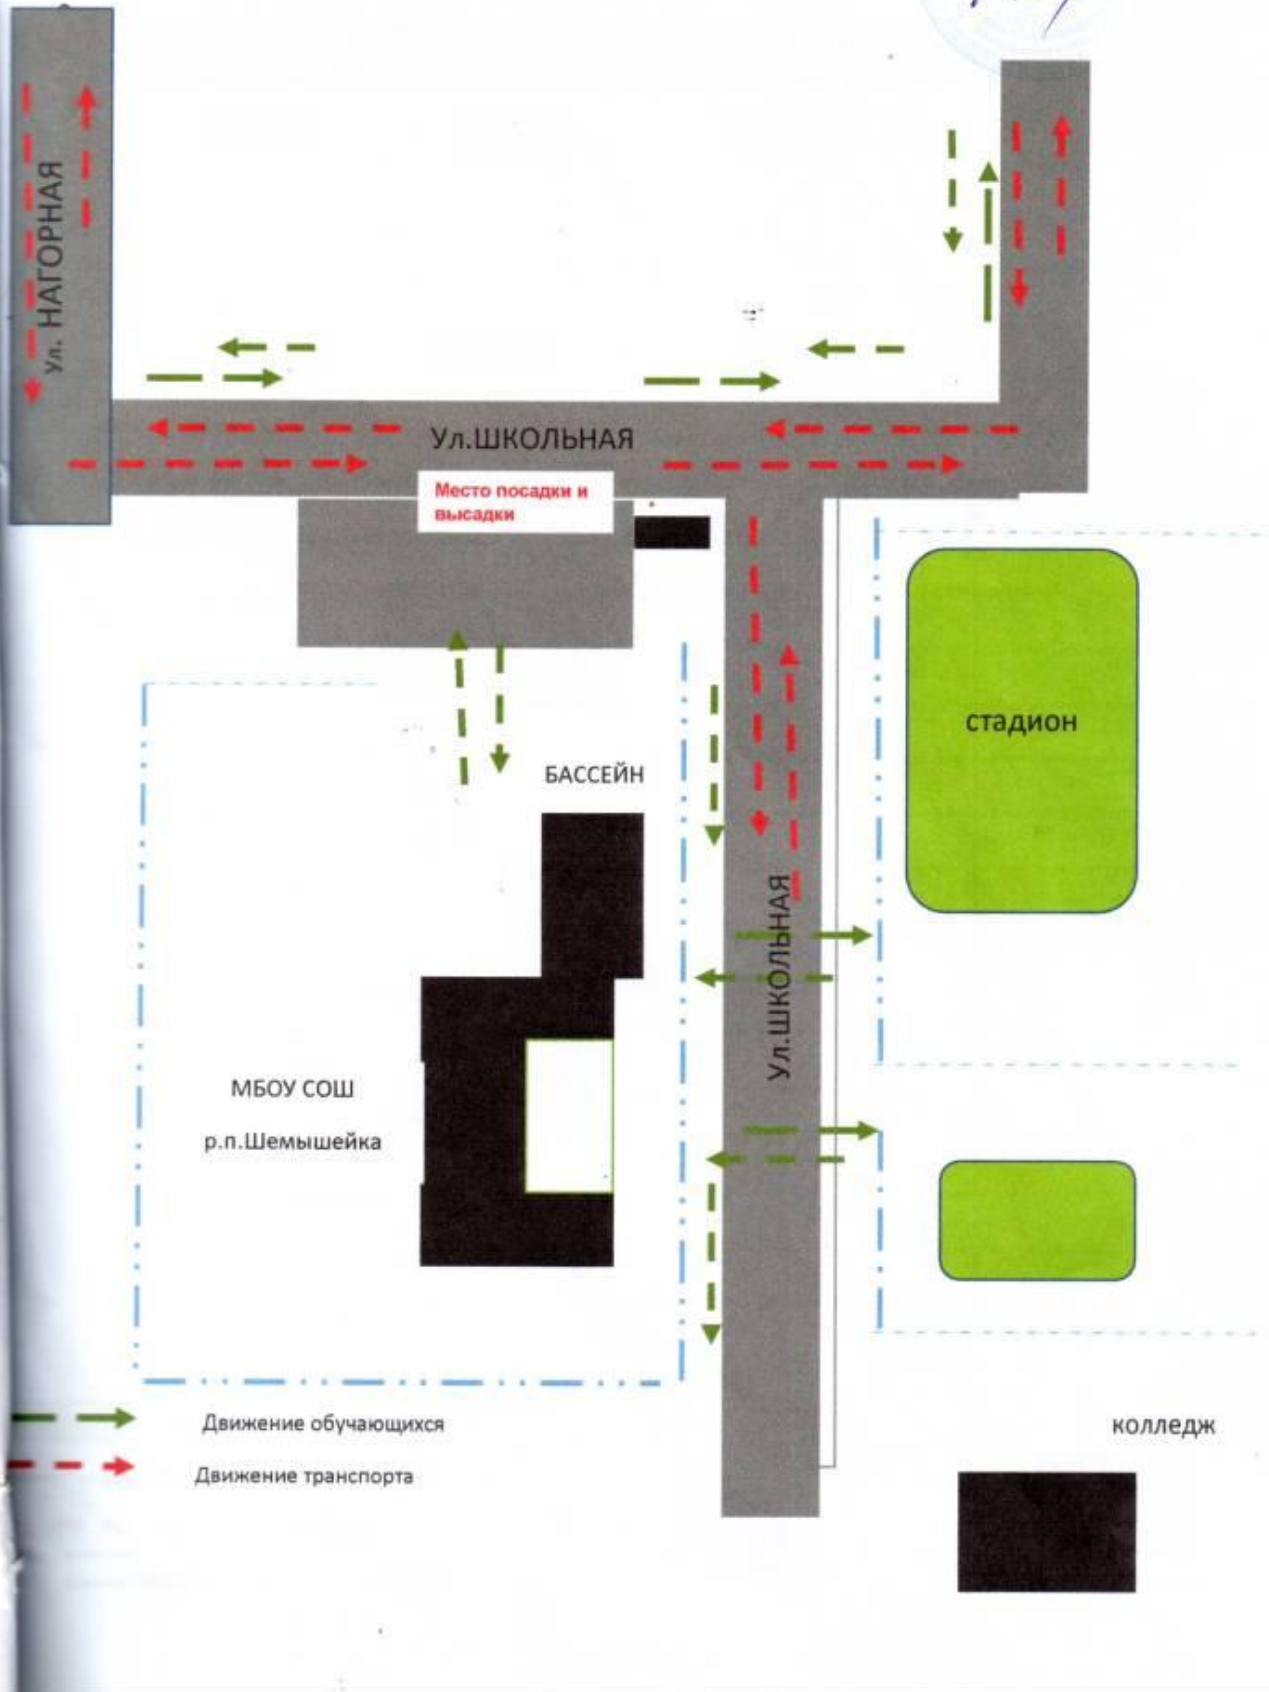 Ул. НАГОРНАЯ
Ул.ШКОЛЬНАЯ
Место посадки и
высадки
стадион
БАССЕЙН
Ул.ШКОЛЬНАЯ
МБОУ СОШ
р.п.Шемышейка
Движение обучающихся
Движение транспорта
колледж